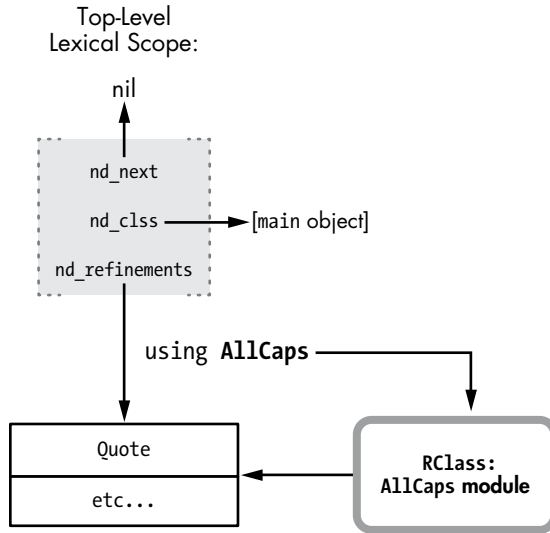 Top-Level
Lexical Scope:
nil
nd_next
nd_clss
[main object]
nd_refinements
using AllCaps
Quote
etc...
RClass:
AllCaps module